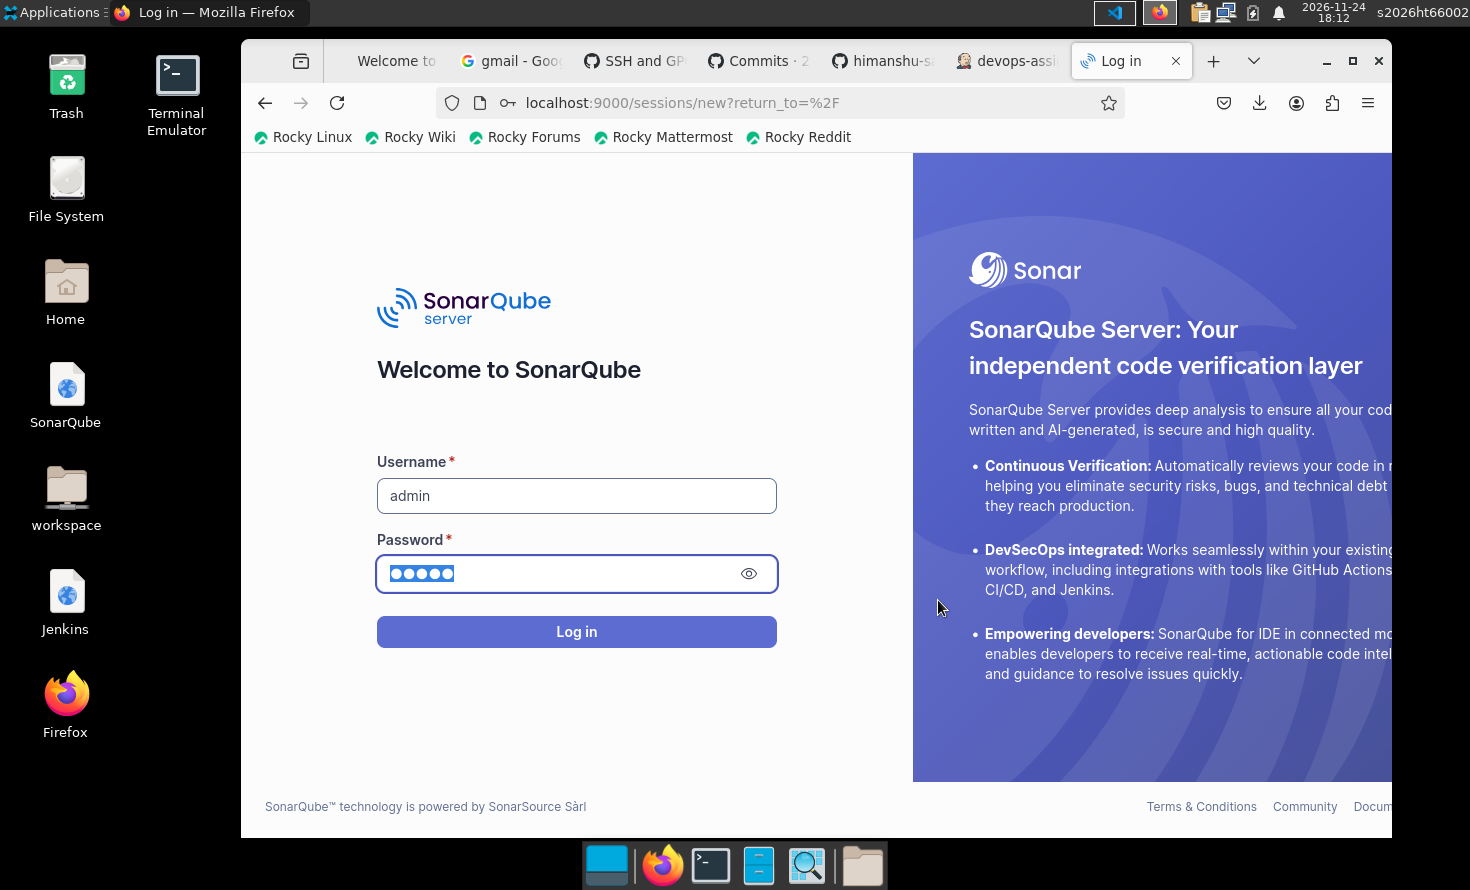 Applications
Log in — Mozilla Firefox
2026-11-24
18:12
s2026ht66002
Trash
Terminal
Emulator
File System
Home
SonarQube
workspace
Jenkins
Firefox
Welcome to
gmail - Goo
SSH and GP
Commits · 2
himanshu-s
devops-assi
Log in
localhost:9000/sessions/new?return_to=%2F
Rocky Linux
Rocky Wiki
Rocky Forums
Rocky Mattermost
Rocky Reddit
SonarQube
server
Welcome to SonarQube
Username*
admin
Password*
Log in
Sonar
SonarQube Server: Your
independent code verification layer
SonarQube Server provides deep analysis to ensure all your cod
written and AI-generated, is secure and high quality.
• Continuous Verification: Automatically reviews your code in r
helping you eliminate security risks, bugs, and technical debt
they reach production.
• DevSecOps integrated: Works seamlessly within your existing
workflow, including integrations with tools like GitHub Actions
CI/CD, and Jenkins.
• Empowering developers: SonarQube for IDE in connected mo
enables developers to receive real-time, actionable code intel
and guidance to resolve issues quickly.
SonarQube™ technology is powered by SonarSource Sàrl
Terms & Conditions
Community
Docum